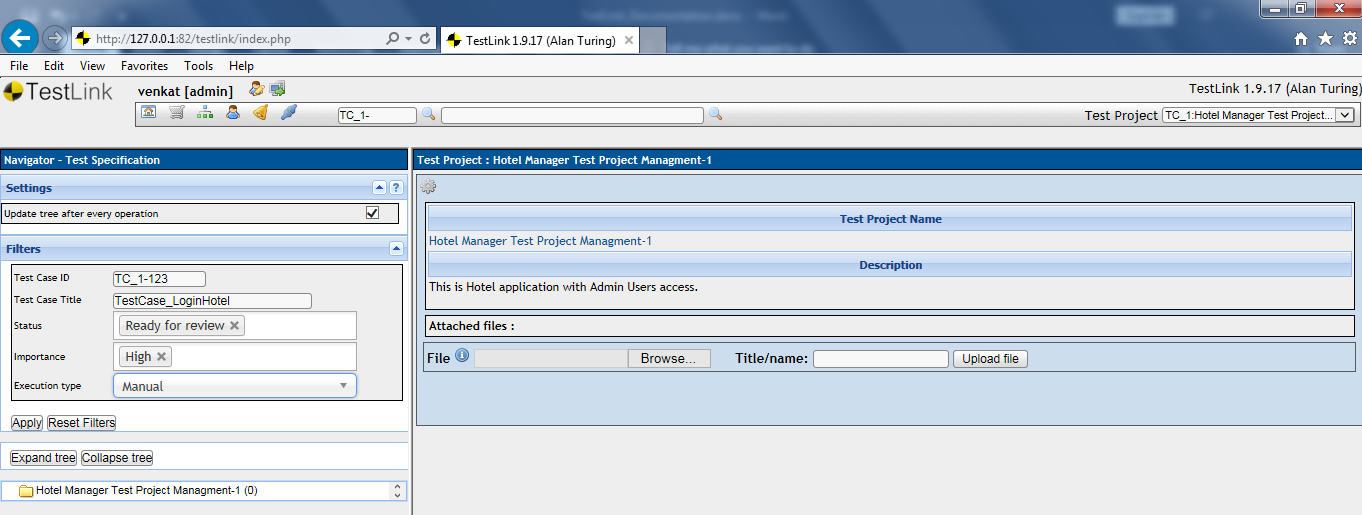 http://127.0.0.1:82/testlink/index.php
TestLink 1.9.17 (Alan Turing)
File Edit View Favorites Tools Help
TestLink
venkat [admin]
TestLink 1.9.17 (Alan Turing)
TC_1-
Test Project TC_1:Hotel Manager Test Project...
Navigator - Test Specification
Settings
?
Update tree after every operation
Filters
Test Case ID TC_1-123
Test Case Title TestCase_LoginHotel
Status Ready for review
Importance High
Execution type Manual
Apply Reset Filters
Expand tree Collapse tree
Hotel Manager Test Project Managment-1 (0)
Test Project : Hotel Manager Test Project Managment-1
Test Project Name
Hotel Manager Test Project Managment-1
Description
This is Hotel application with Admin Users access.
Attached files :
File Browse... Title/name: Upload file